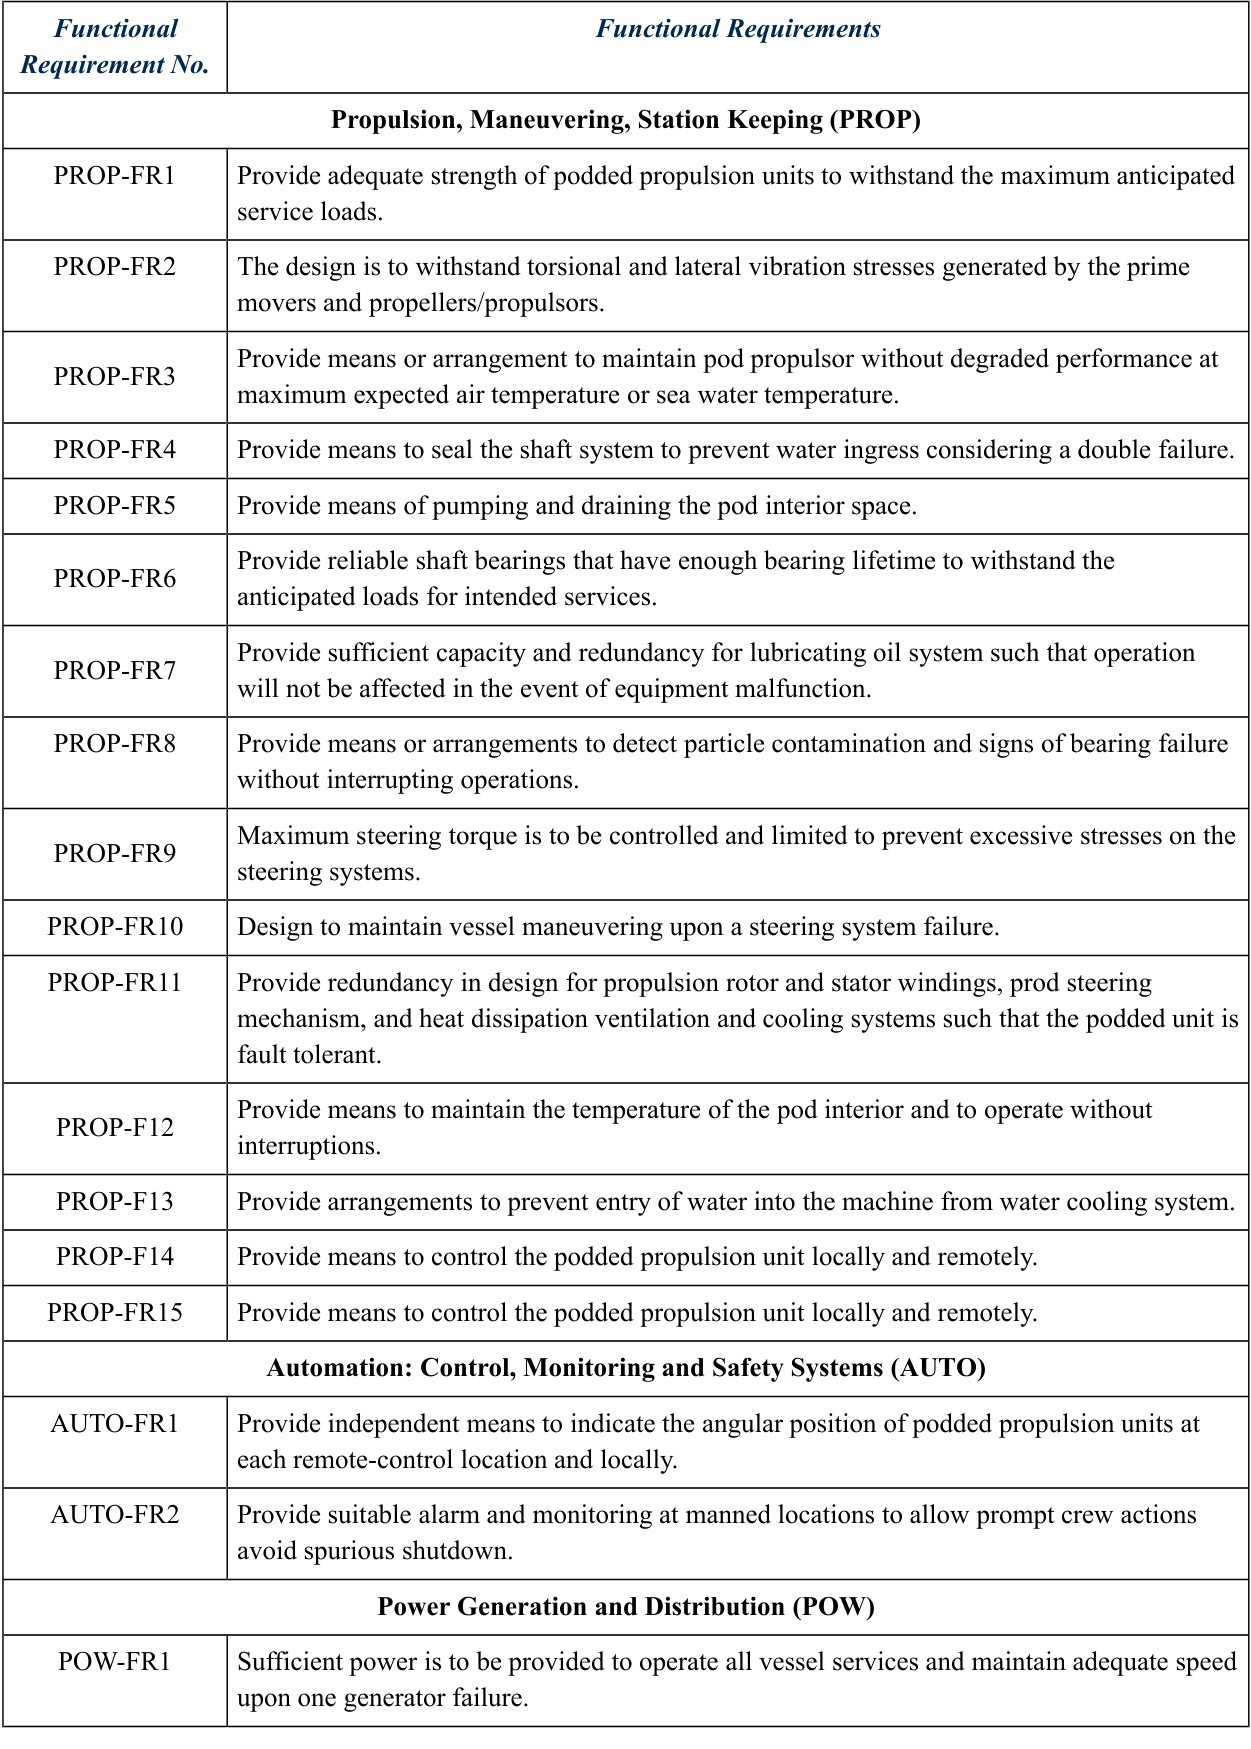 Functional
Requirement No.
Functional Requirements
Propulsion, Maneuvering, Station Keeping (PROP)
PROP-FR1
Provide adequate strength of podded propulsion units to withstand the maximum anticipated
service loads.
PROP-FR2
The design is to withstand torsional and lateral vibration stresses generated by the prime
movers and propellers/propulsors.
PROP-FR3
Provide means or arrangement to maintain pod propulsor without degraded performance at
maximum expected air temperature or sea water temperature.
PROP-FR4
Provide means to seal the shaft system to prevent water ingress considering a double failure.
PROP-FR5
Provide means of pumping and draining the pod interior space.
PROP-FR6
Provide reliable shaft bearings that have enough bearing lifetime to withstand the
anticipated loads for intended services.
PROP-FR7
Provide sufficient capacity and redundancy for lubricating oil system such that operation
will not be affected in the event of equipment malfunction.
PROP-FR8
Provide means or arrangements to detect particle contamination and signs of bearing failure
without interrupting operations.
PROP-FR9
Maximum steering torque is to be controlled and limited to prevent excessive stresses on the
steering systems.
PROP-FR10
Design to maintain vessel maneuvering upon a steering system failure.
PROP-FR11
Provide redundancy in design for propulsion rotor and stator windings, prod steering
mechanism, and heat dissipation ventilation and cooling systems such that the podded unit is
fault tolerant.
PROP-F12
Provide means to maintain the temperature of the pod interior and to operate without
interruptions.
PROP-F13
Provide arrangements to prevent entry of water into the machine from water cooling system.
PROP-F14
Provide means to control the podded propulsion unit locally and remotely.
PROP-FR15
Provide means to control the podded propulsion unit locally and remotely.
Automation: Control, Monitoring and Safety Systems (AUTO)
AUTO-FR1
Provide independent means to indicate the angular position of podded propulsion units at
each remote-control location and locally.
AUTO-FR2
Provide suitable alarm and monitoring at manned locations to allow prompt crew actions
avoid spurious shutdown.
Power Generation and Distribution (POW)
POW-FR1
Sufficient power is to be provided to operate all vessel services and maintain adequate speed
upon one generator failure.